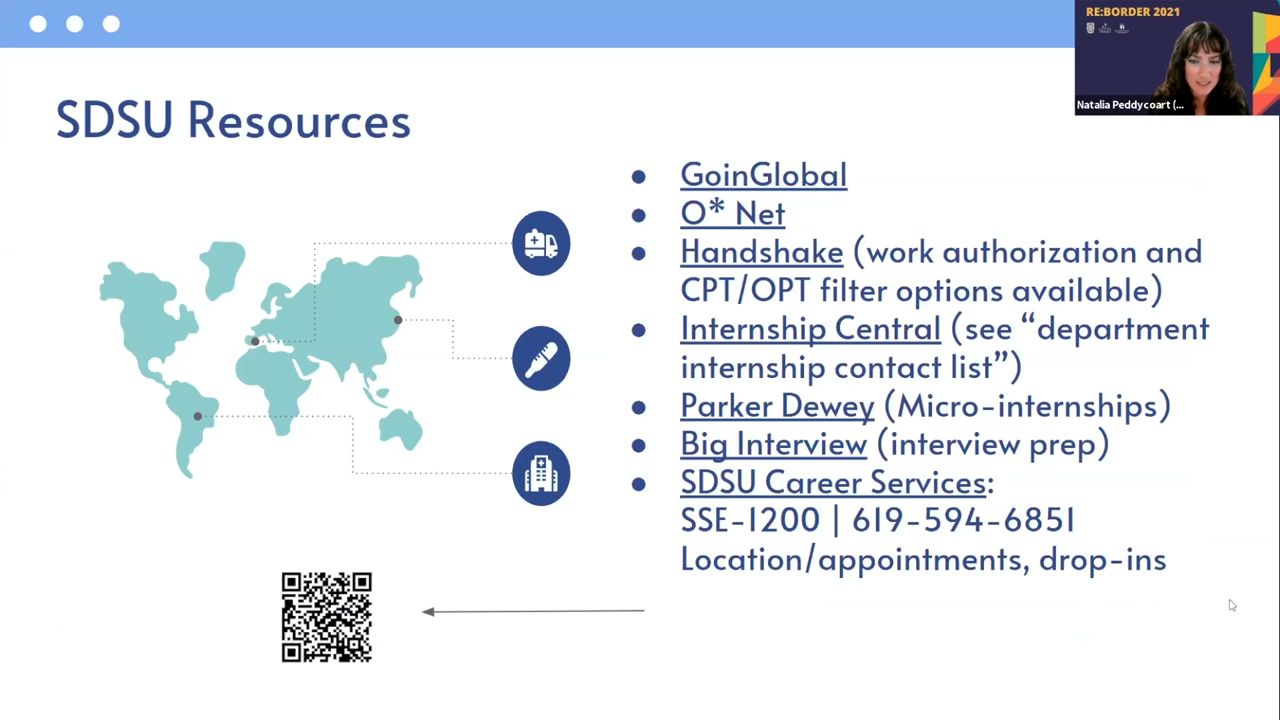 RE:BORDER 2021
Natalia Peddycoart (...
SDSU Resources
GoinGlobal
O* Net
Handshake (work authorization and
CPT/OPT filter options available)
Internship Central (see “department
internship contact list”)
Parker Dewey (Micro-internships)
Big Interview (interview prep)
SDSU Career Services:
SSE-1200 | 619-594-6851
Location/appointments, drop-ins